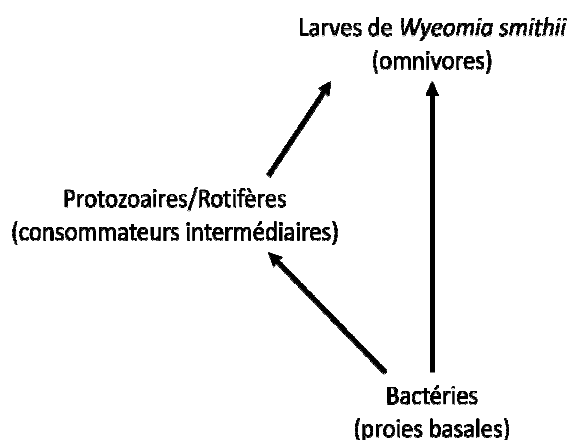 Larves de Wyeomia smithii
(omnivores)
Protozoaires/Rotifères
(consommateurs intermédiaires)
Bactéries
(proies basales)